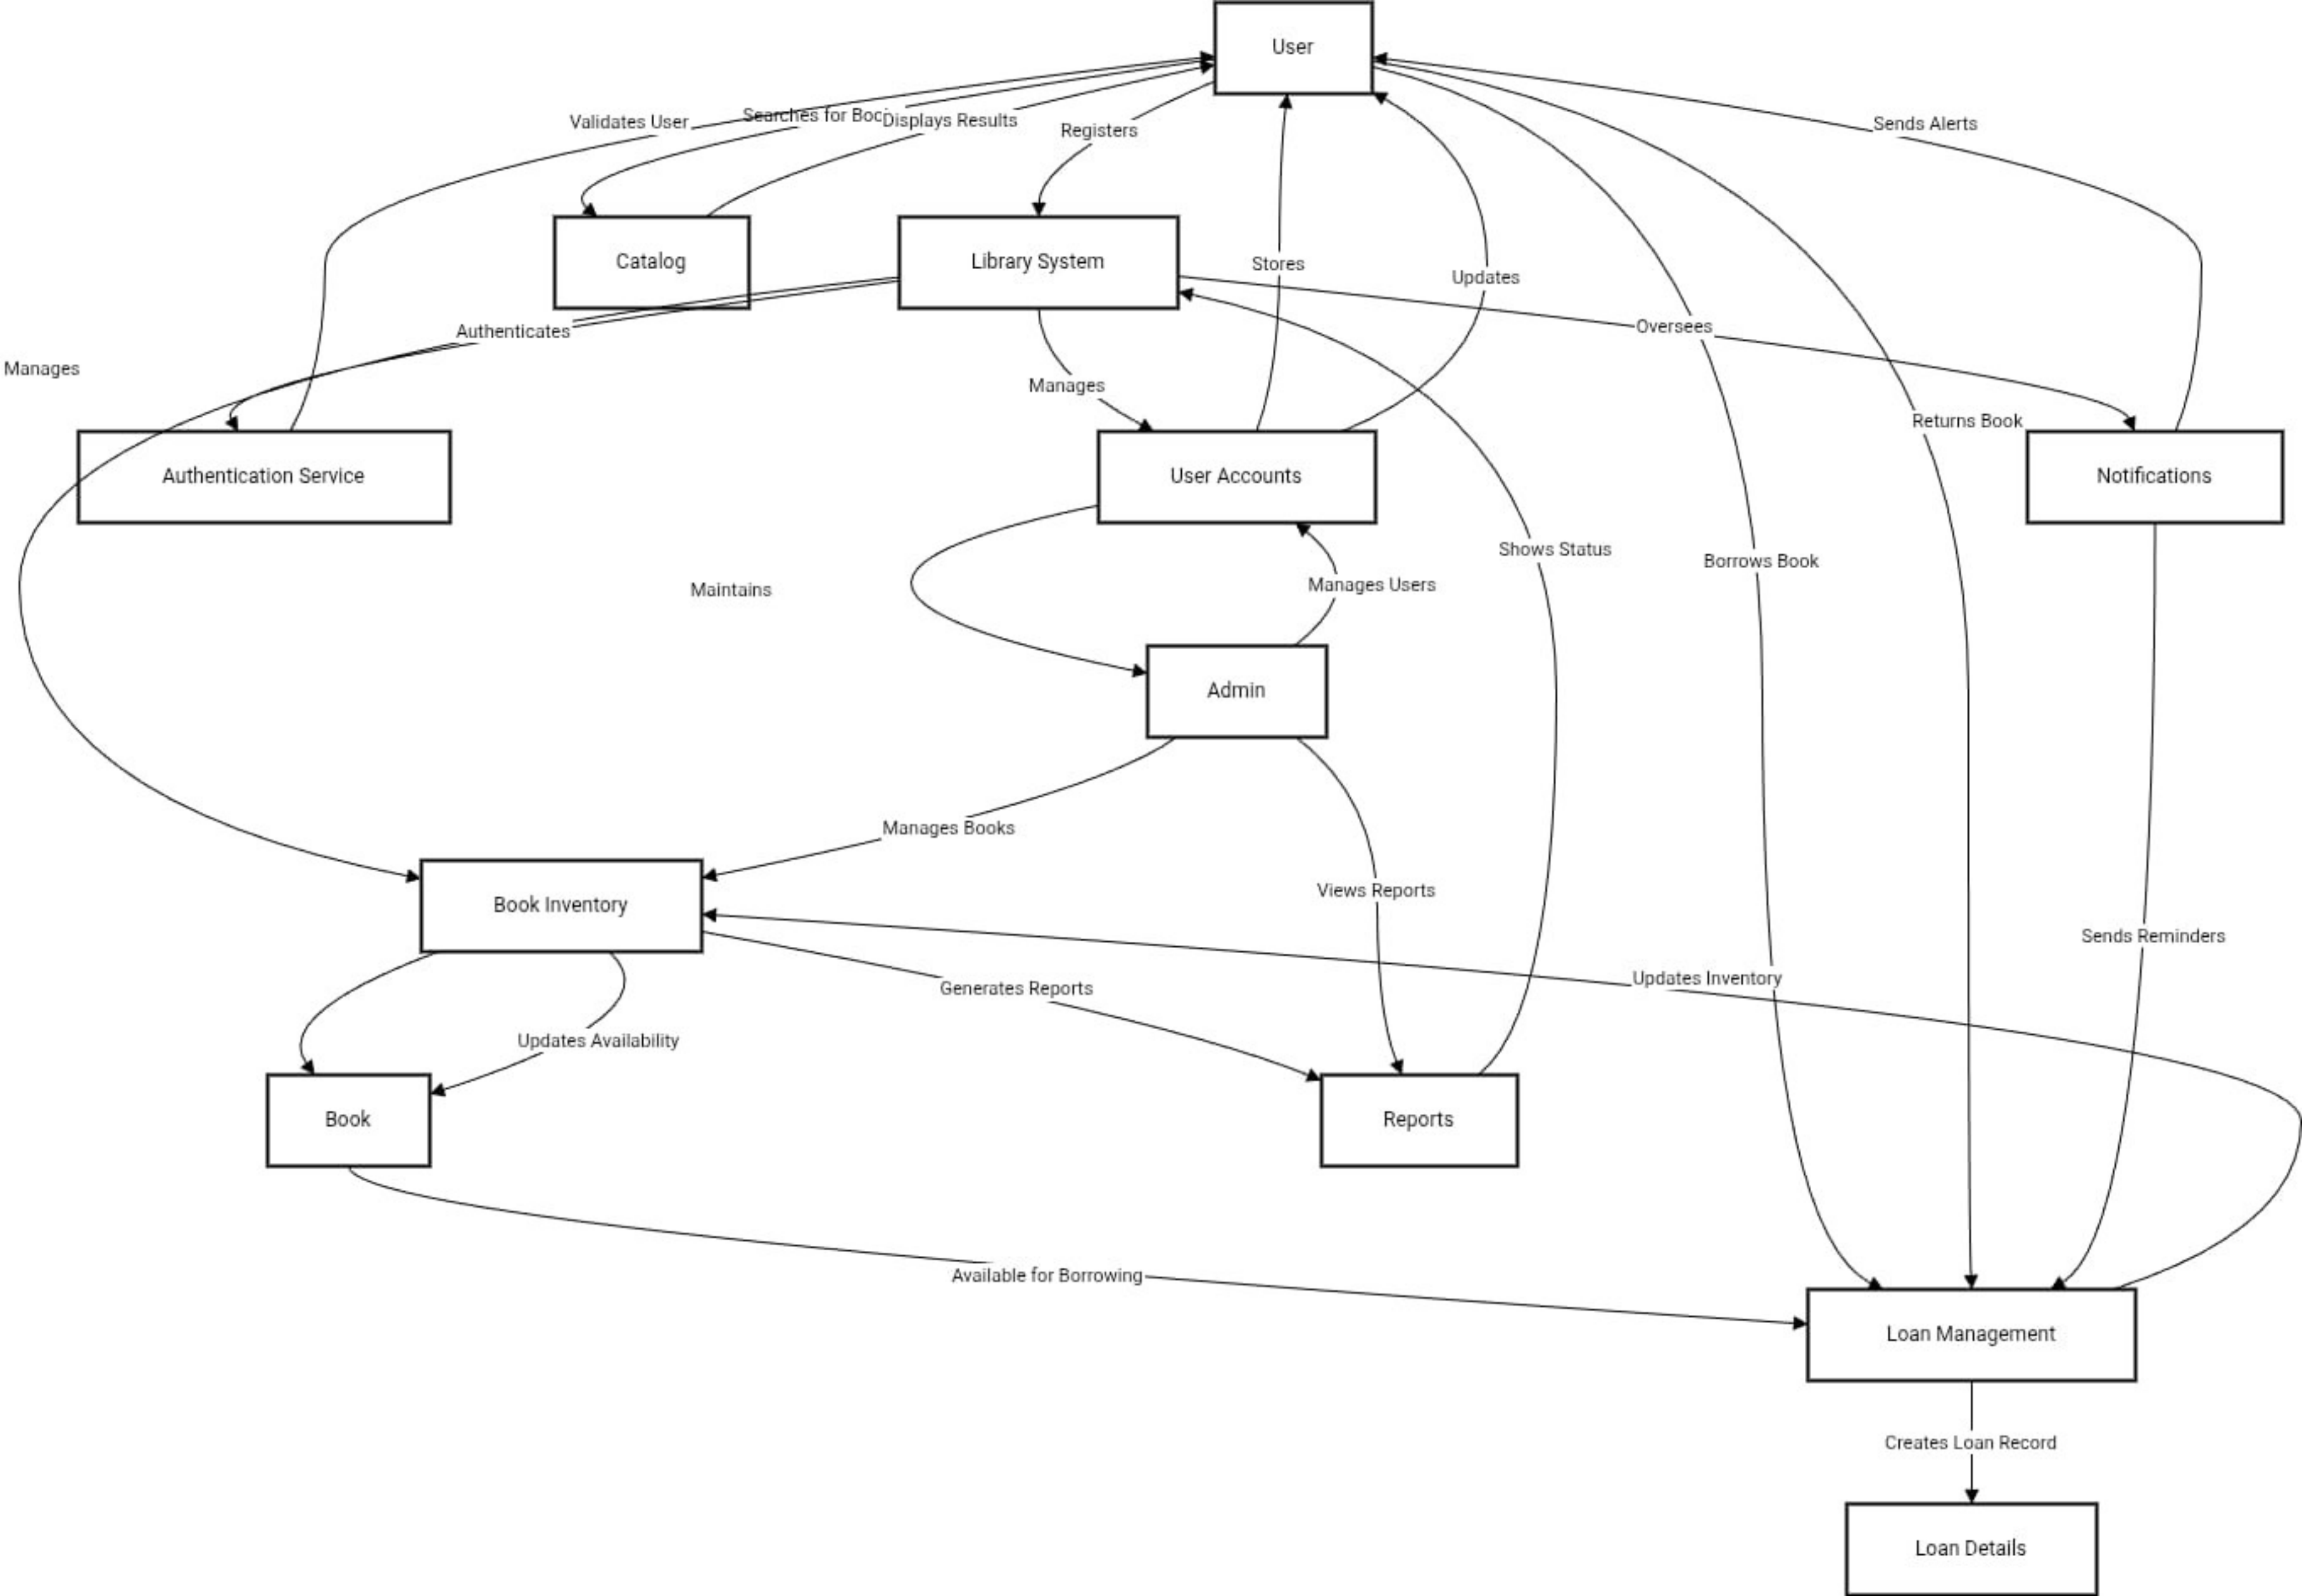 User
Validates User
Searches for Boo
Displays Results
Registers
Sends Alerts
Catalog
Library System
Stores
Updates
Authenticates
Oversees
Manages
Manages
Returns Book
Authentication Service
User Accounts
Notifications
Shows Status
Borrows Book
Maintains
Manages Users
Admin
Manages Books
Views Reports
Book Inventory
Sends Reminders
Updates Inventory
Generates Reports
Updates Availability
Book
Reports
Available for Borrowing
Loan Management
Creates Loan Record
Loan Details